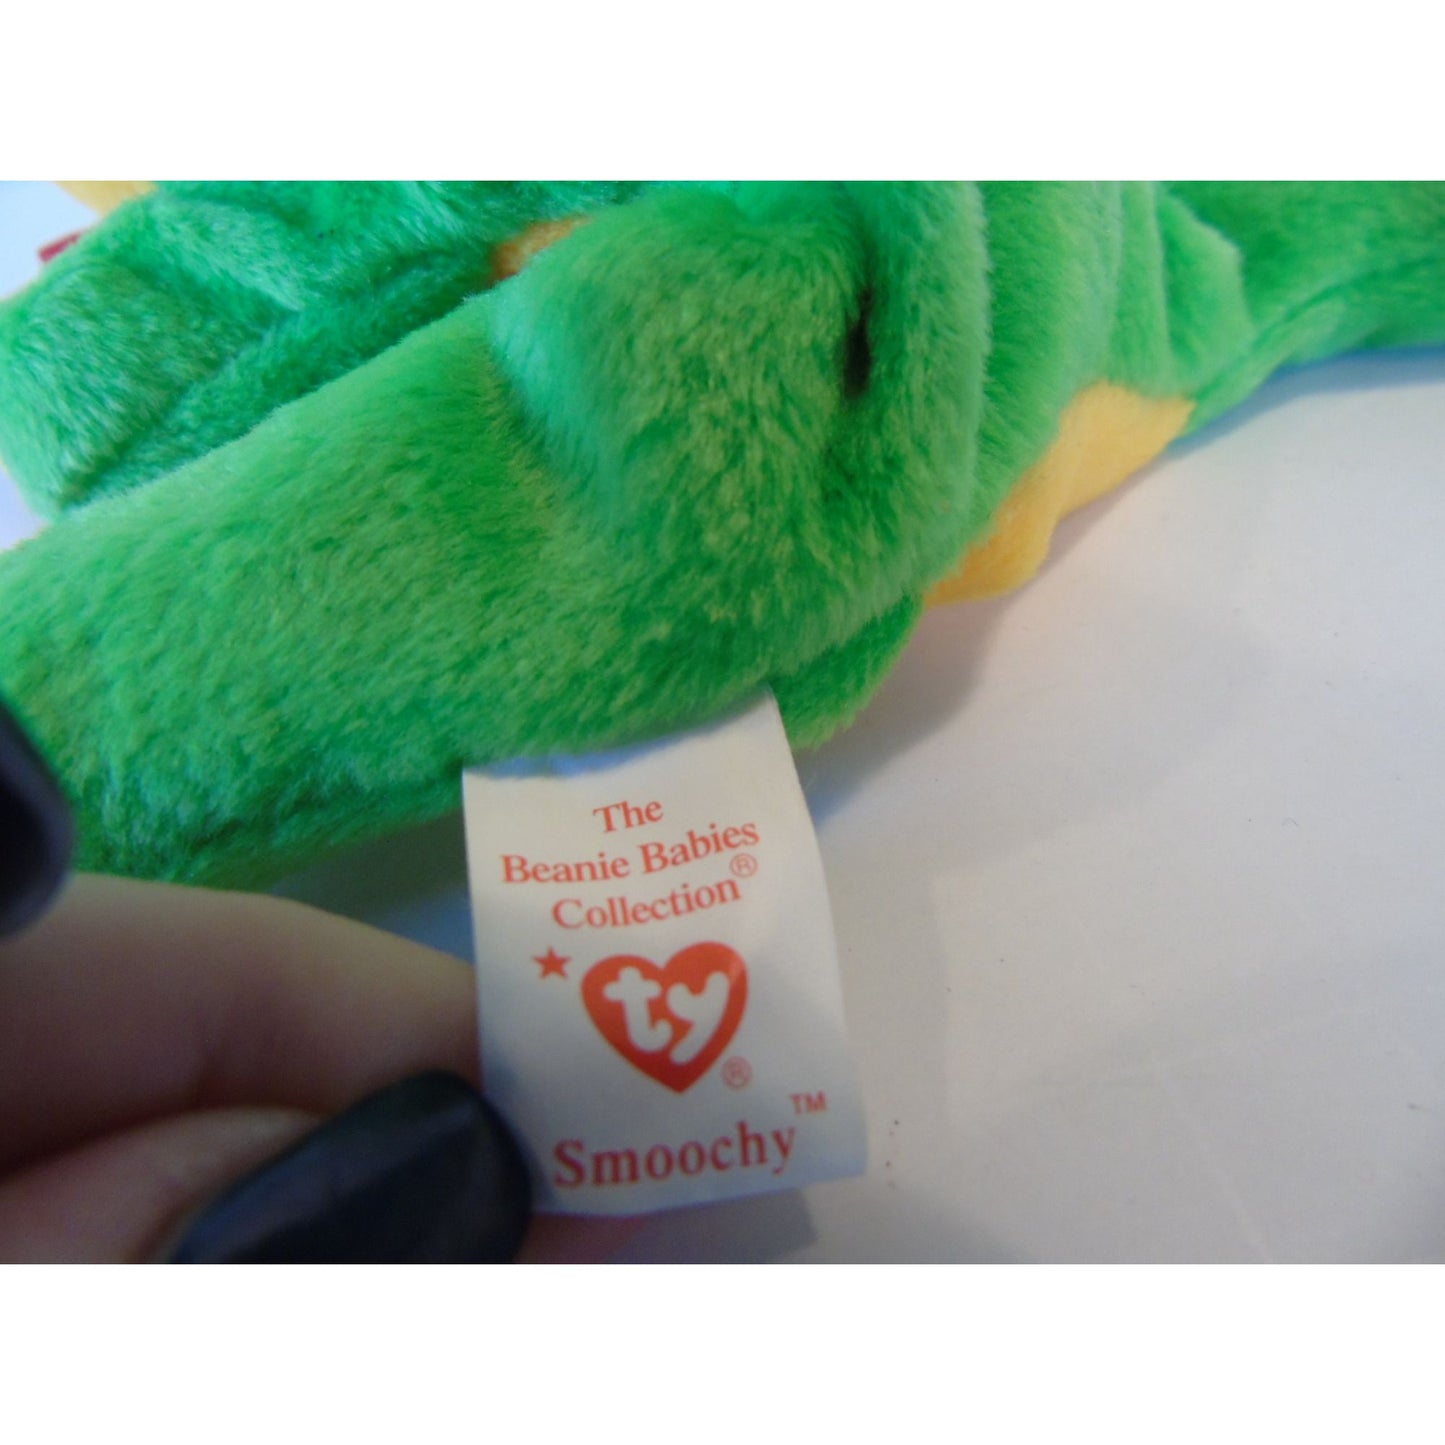 The
Beanie Babies
Collection®
★ ty®
Smoochy™